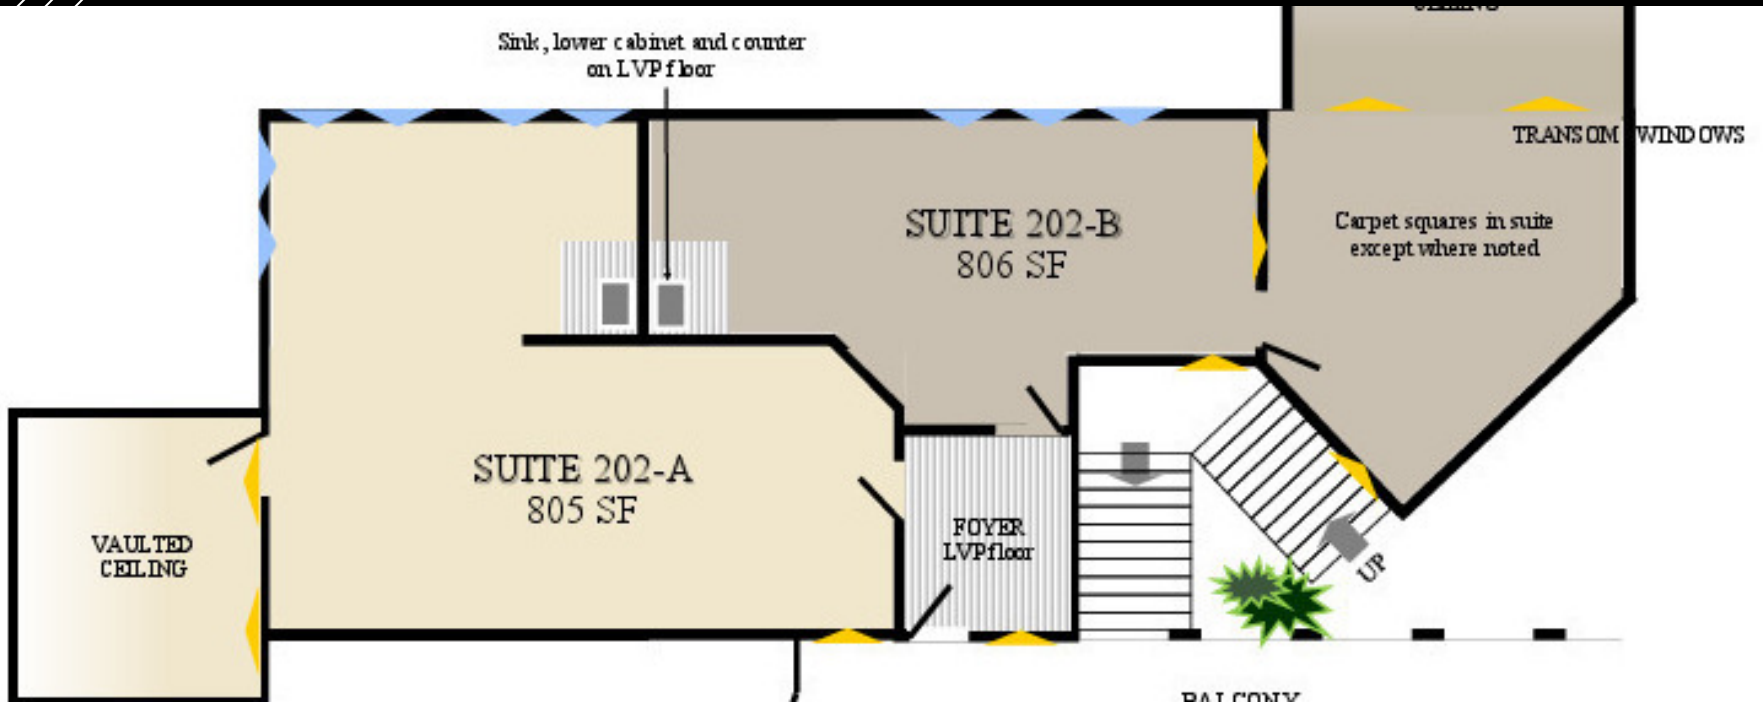 CEILING
Sink, lower cabinet and counter
on LVP floor
TRANSOM WINDOWS
SUITE 202-B
806 SF
Carpet squares in suite
except where noted
SUITE 202-A
805 SF
VAULTED
CEILING
FOYER
LVP floor
UP
BALCONY